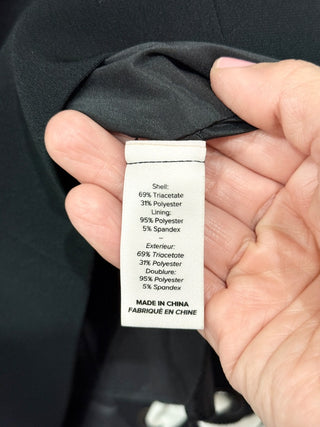 Shell:
69% Triacetate
31% Polyester
Lining:
95% Polyester
5% Spandex
–
Exterieur:
69% Triacetate
31% Polyester
Doublure:
95% Polyester
5% Spandex
MADE IN CHINA
FABRIQUÉ EN CHINE